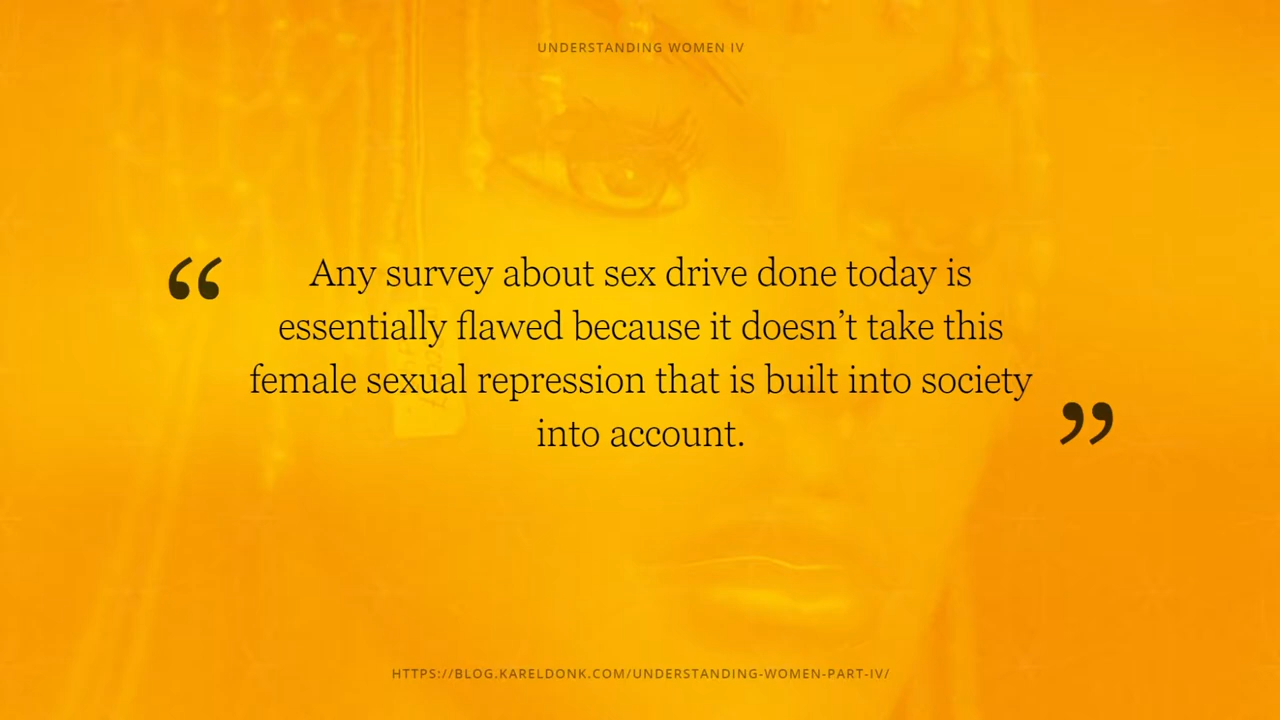 UNDERSTANDING WOMEN IV
“ Any survey about sex drive done today is
essentially flawed because it doesn’t take this
female sexual repression that is built into society
into account. ”
HTTPS://BLOG.KARELDONK.COM/UNDERSTANDING-WOMEN-PART-IV/